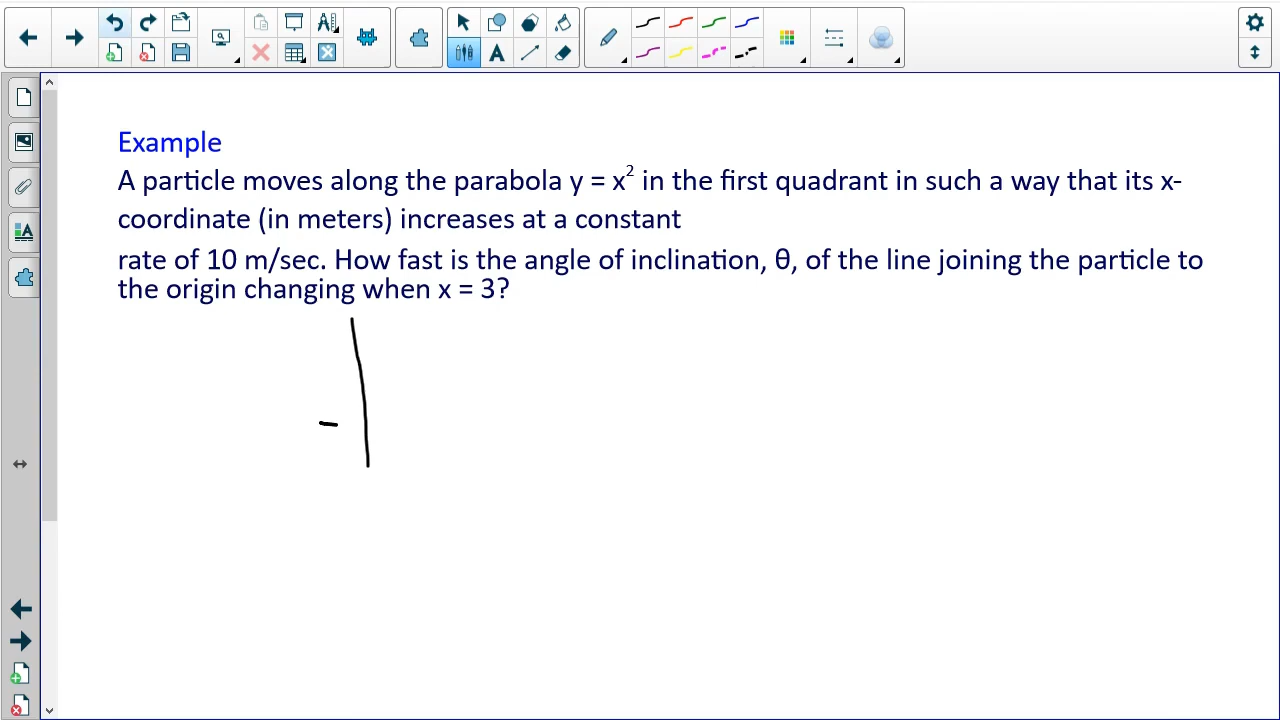 Example
A particle moves along the parabola y = x² in the first quadrant in such a way that its x-
coordinate (in meters) increases at a constant
rate of 10 m/sec. How fast is the angle of inclination, θ, of the line joining the particle to
the origin changing when x = 3?